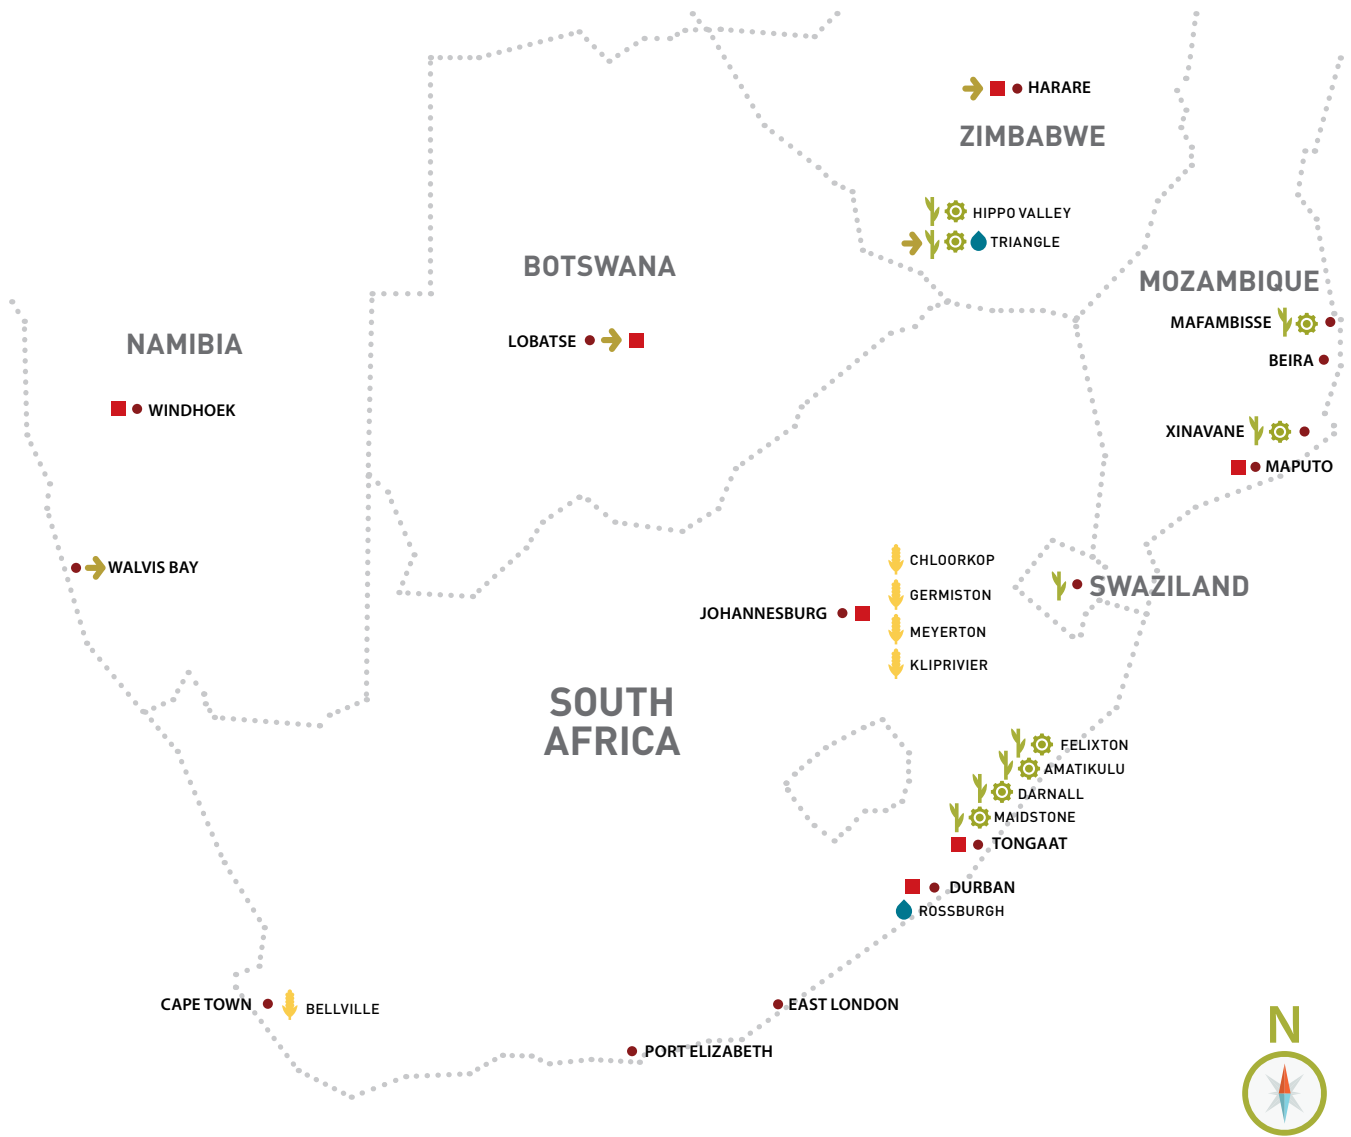 HARARE
ZIMBABWE
HIPPO VALLEY
TRIANGLE
BOTSWANA
MOZAMBIQUE
MAFAMBISSE
NAMIBIA
LOBATSE
BEIRA
WINDHOEK
XINAVANE
MAPUTO
WALVIS BAY
CHLOORKOP
SWAZILAND
GERMISTON
JOHANNESBURG
MEYERTON
KLIPRIVIER
SOUTH
AFRICA
FELIXTON
AMATIKULU
DARNALL
MAIDSTONE
TONGAAT
DURBAN
ROSSBURGH
CAPE TOWN
BELLVILLE
EAST LONDON
PORT ELIZABETH
N